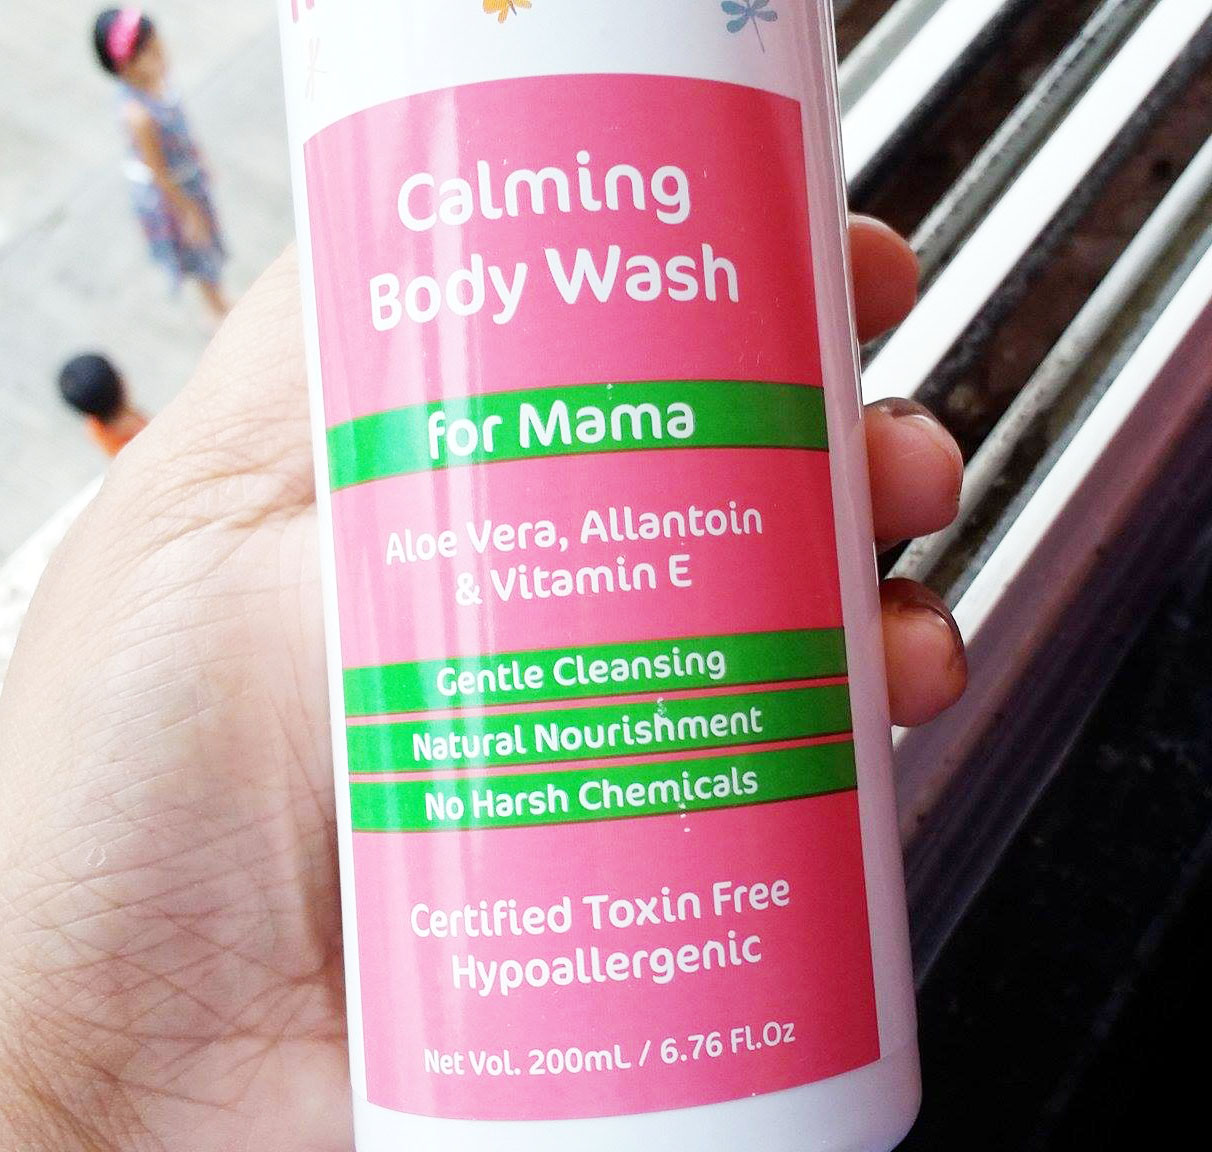 Calming
Body Wash
for Mama
Aloe Vera, Allantoin
& Vitamin E
Gentle Cleansing
Natural Nourishment
No Harsh Chemicals
Certified Toxin Free
Hypoallergenic
Net Vol. 200mL / 6.76 Fl.Oz